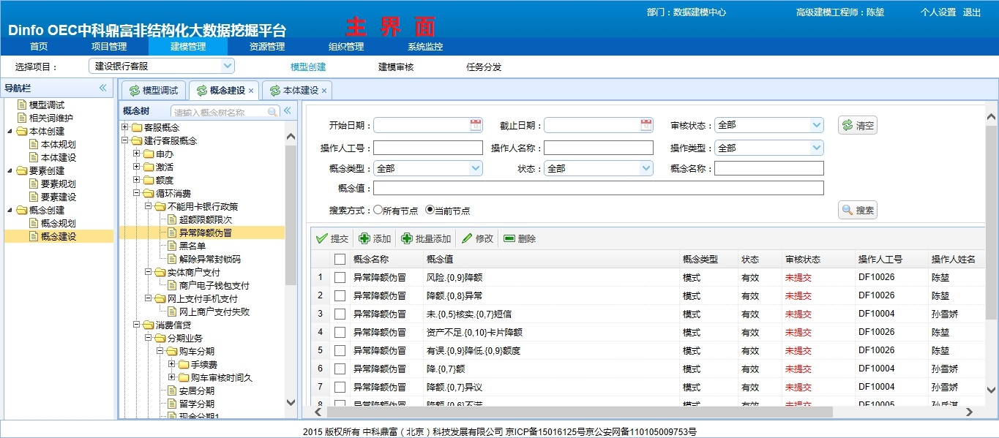 部门：数据建模中心 高级建模工程师：陈堃 个人设置 退出
Dinfo OEC中科鼎富非结构化大数据挖掘平台 主 界 面
首页 项目管理 建模管理 资源管理 组织管理 系统监控
选择项目： 建设银行客服 模型创建 建模审核 任务分发
导航栏
模型调试
相关词维护
本体创建
本体规划
本体建设
要素创建
要素规划
要素建设
概念创建
概念规划
概念建设
模型调试 概念建设 × 本体建设 ×
概念树 请输入概念树名称
客服概念
建行客服概念
申办
激活
额度
循环消费
不能用卡银行政策
超额限额限次
异常降额伪冒
黑名单
解除异常封锁码
实体商户支付
商户电子钱包支付
网上支付手机支付
网上商户支付失败
消费信贷
分期业务
购车分期
手续费
购车审核时间久
安居分期
留学分期
现金分期1
开始日期： 截止日期： 审核状态： 全部 清空
操作人工号： 操作人名称： 操作类型： 全部
概念类型： 全部 状态： 全部 概念名称：
概念值：
搜索方式： 所有节点 当前节点 搜索
提交 添加 批量添加 修改 删除
概念名称 概念值 概念类型 状态 审核状态 操作人工号 操作人姓名
1 异常降额伪冒 风险.{0,9}降额 模式 有效 未提交 DF10026 陈堃
2 异常降额伪冒 降额.{0,8}异常 模式 有效 未提交 DF10026 陈堃
3 异常降额伪冒 未.{0,5}核实.{0,7}短信 模式 有效 未提交 DF10004 孙雪娇
4 异常降额伪冒 资产不足.{0,10}卡片降额 模式 有效 未提交 DF10026 陈堃
5 异常降额伪冒 有误.{0,9}降低.{0,9}额度 模式 有效 未提交 DF10026 陈堃
6 异常降额伪冒 降.{0,7}额 模式 有效 未提交 DF10004 孙雪娇
7 异常降额伪冒 降额.{0,7}异议 模式 有效 未提交 DF10004 孙雪娇
8 异常降额伪冒 降额.{0,6}不满 模式 有效 未提交 DF10005
2015 版权所有 中科鼎富（北京）科技发展有限公司 京ICP备15016125号京公安网备110105009753号